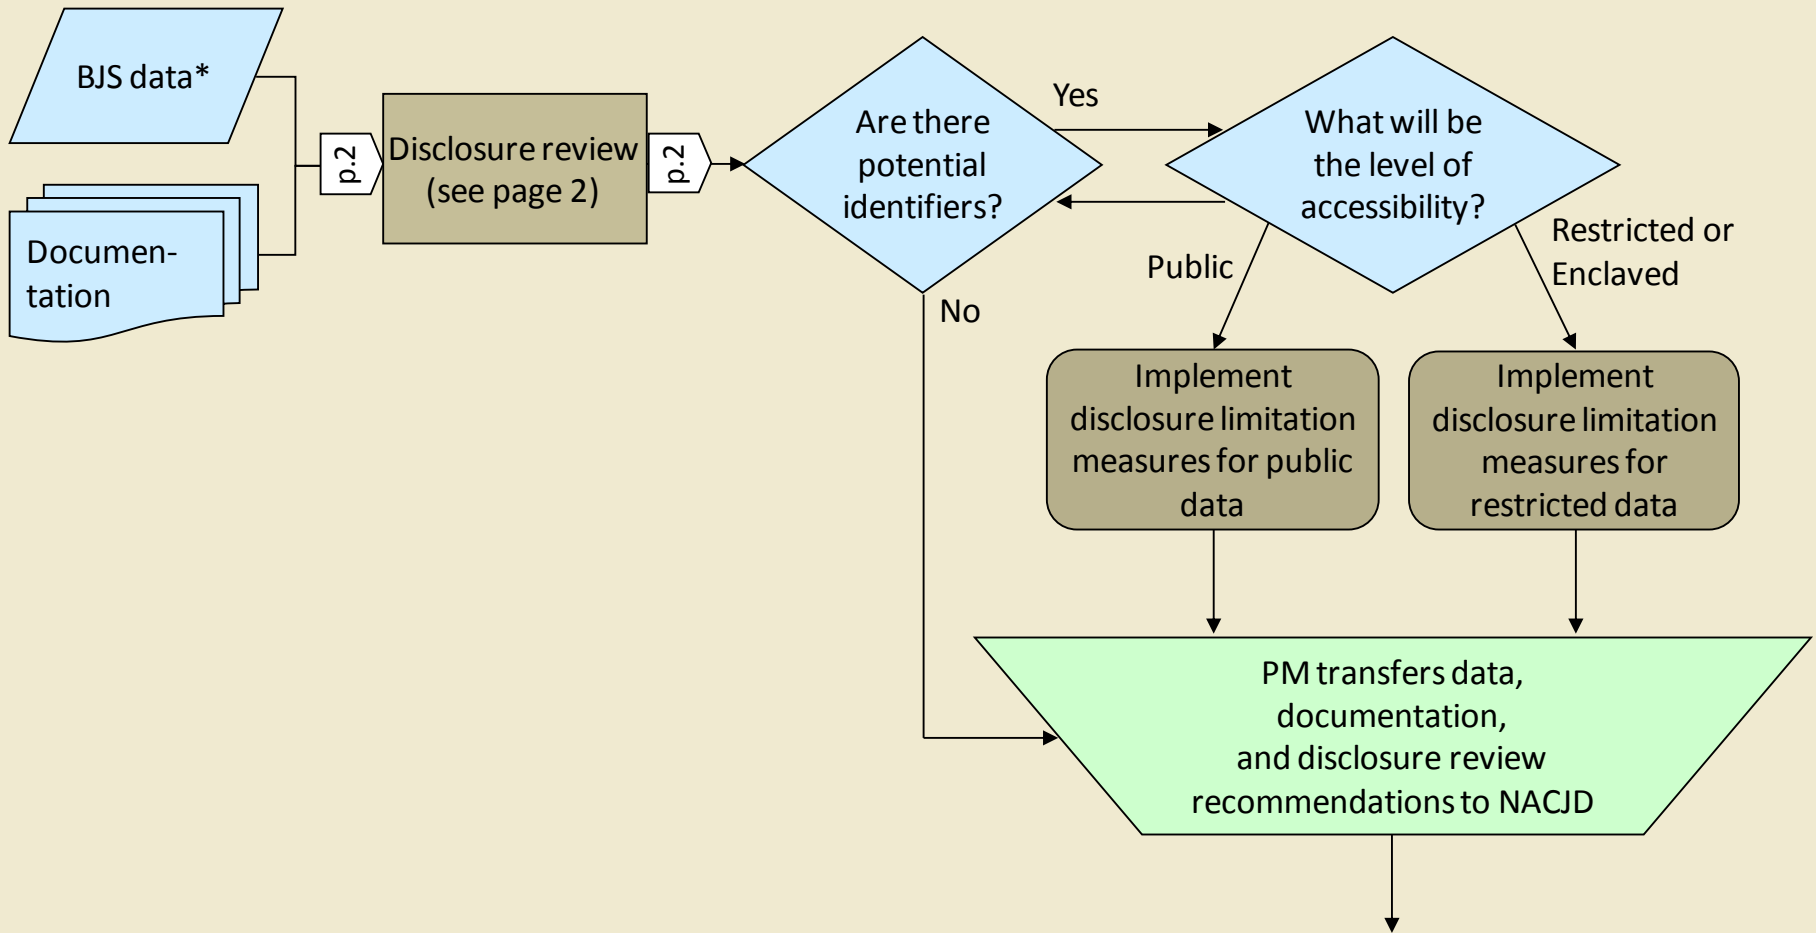 BJS data*
Documen-
tation
p.2
Disclosure review
(see page 2)
p.2
Are there
potential
identifiers?
Yes
No
What will be
the level of
accessibility?
Public
Restricted or
Enclaved
Implement
disclosure limitation
measures for public
data
Implement
disclosure limitation
measures for
restricted data
PM transfers data,
documentation,
and disclosure review
recommendations to NACJD